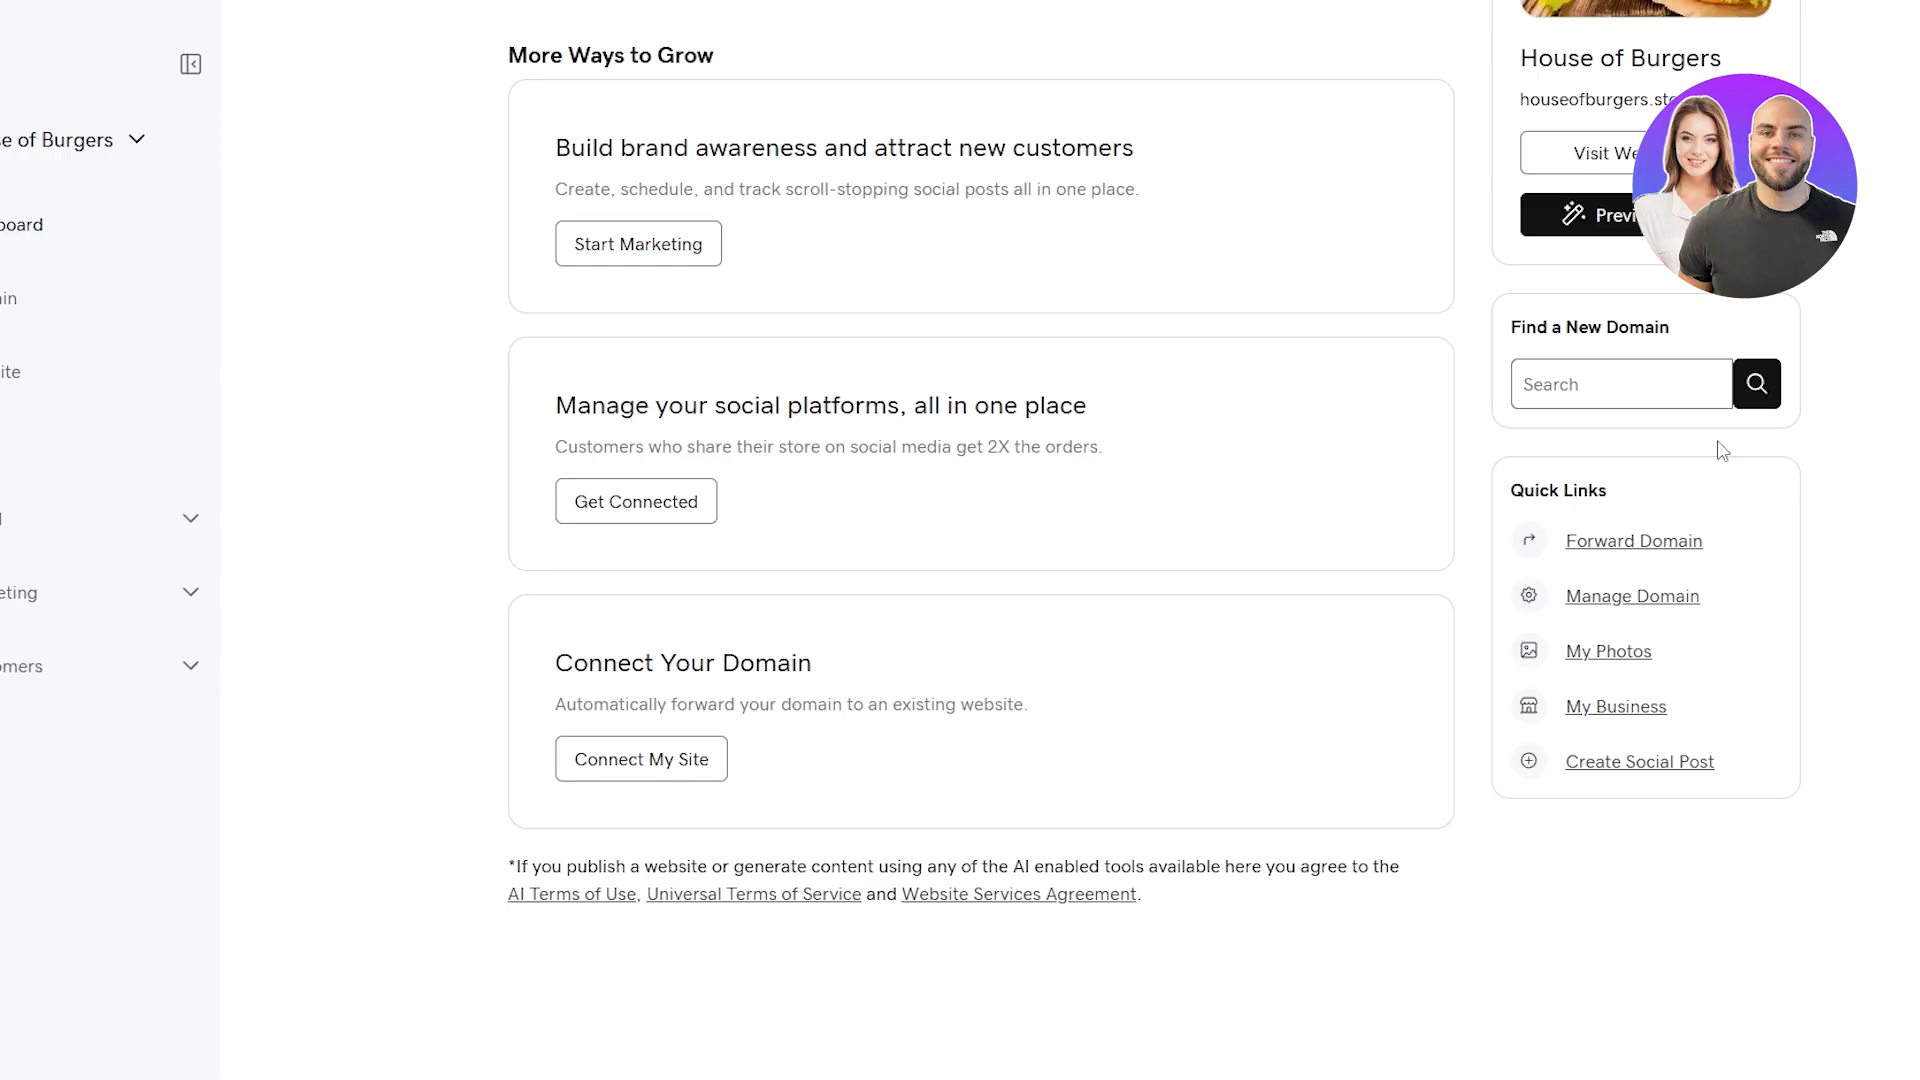 More Ways to Grow
Build brand awareness and attract new customers
Create, schedule, and track scroll-stopping social posts all in one place.
Start Marketing
Manage your social platforms, all in one place
Customers who share their store on social media get 2X the orders.
Get Connected
Connect Your Domain
Automatically forward your domain to an existing website.
Connect My Site
*If you publish a website or generate content using any of the AI enabled tools available here you agree to the
AI Terms of Use, Universal Terms of Service and Website Services Agreement.
of Burgers
House of Burgers
Visit
Find a New Domain
Search
Quick Links
Forward Domain
Manage Domain
My Photos
My Business
Create Social Post